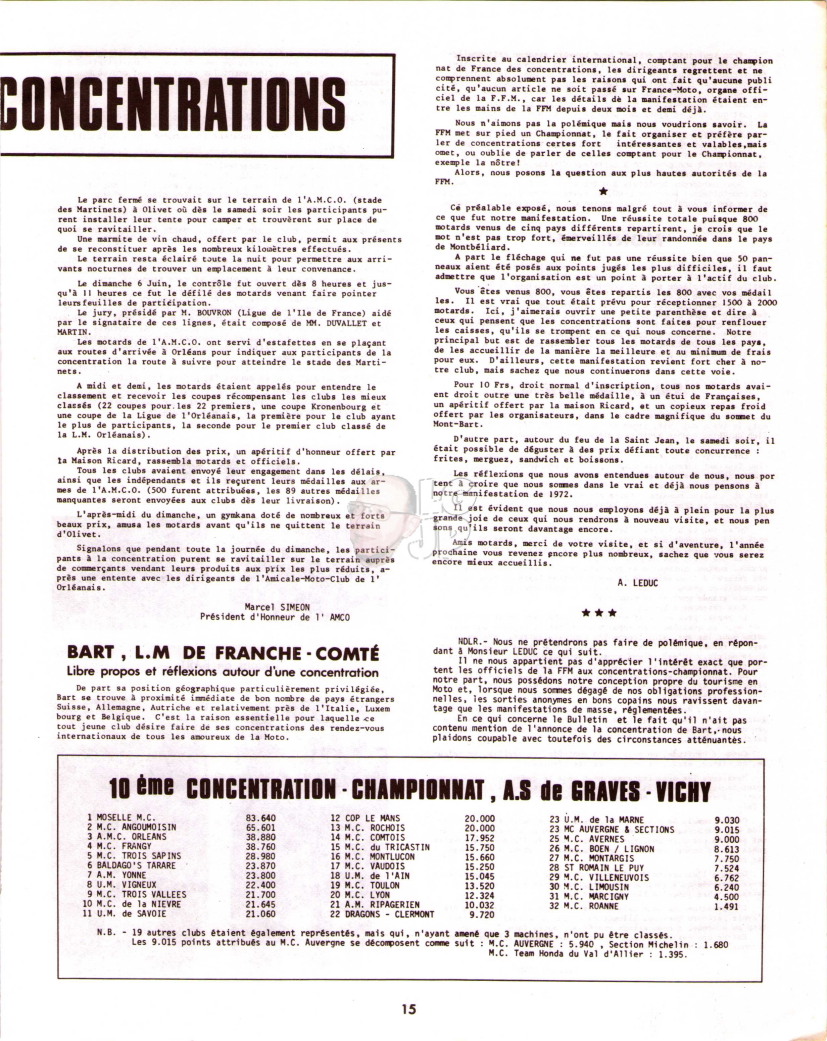 CONCENTRATIONS
Le parc fermé se trouvait sur le terrain de l'A.M.C.O. (stade
des Martinets) à Olivet où dès le samedi soir les participants pu-
rent installer leur tente pour camper et trouvèrent sur place de
quoi se ravitailler.
Une marmite de vin chaud, offert par le club, permit aux présents
de se reconstituer après les nombreux kilomètres effectués.
Le terrain resta éclairé toute la nuit pour permettre aux arri-
vants nocturnes de trouver un emplacement à leur convenance.
Le dimanche 6 Juin, le contrôle fut ouvert dès 8 heures et jus-
qu'à 11 heures ce fut le défilé des motards venant faire pointer
leurs feuilles de participation.
Le jury, présidé par M. BOUVRON (Ligue de l'Ile de France) aidé
par le signataire de ces lignes, était composé de MM. DUVALLET et
MARTIN.
Les motards de l'A.M.C.O. ont servi d'estafettes en se plaçant
aux routes d'arrivée à Orléans pour indiquer aux participants de la
concentration la route à suivre pour atteindre le stade des Marti-
nets.
A midi et demi, les motards étaient appelés pour entendre le
classement et recevoir les coupes récompensant les clubs les mieux
classés (22 coupes pour les 22 premiers, une coupe Kronenbourg et
une coupe de la Ligue de l'Orléanais, la première pour le club ayant
le plus de participants, la seconde pour le premier club classé de
la L.M. Orléanais).
Après la distribution des prix, un apéritif d'honneur offert par
la Maison Ricard, rassembla motards et officiels.
Tous les clubs avaient envoyé leur engagement dans les délais,
ainsi que les indépendants et ils reçurent leurs médailles aux ar-
mes de l'A.M.C.O. (500 furent attribuées, les 89 autres médailles
manquantes seront envoyées aux clubs dès leur livraison).
L'après-midi du dimanche, un gymkana doté de nombreux et forts
beaux prix, amusa les motards avant qu'ils ne quittent le terrain
d'Olivet.
Signalons que pendant toute la journée du dimanche, les partici-
pants à la concentration purent se ravitailler sur le terrain auprès
de commerçants vendant leurs produits aux prix les plus réduits, a-
près une entente avec les dirigeants de l'Amicale-Moto-Club de l'
Orléanais.
Marcel SIMEON
Président d'Honneur de l' AMCO
BART , L.M DE FRANCHE - COMTÉ
Libre propos et réflexions autour d'une concentration
De part sa position géographique particulièrement privilégiée,
Bart se trouve à proximité immédiate de bon nombre de pays étrangers
Suisse, Allemagne, Autriche et relativement près de l'Italie, Luxem
bourg et Belgique. C'est la raison essentielle pour laquelle ce
tout jeune club désire faire de ses concentrations des rendez-vous
internationaux de tous les amoureux de la Moto.
Inscrite au calendrier international, comptant pour le champion
nat de France des concentrations, les dirigeants regrettent et ne
comprennent absolument pas les raisons qui ont fait qu'aucune publi
cité, qu'aucun article ne soit passé sur France-Moto, organe offi-
ciel de la F.F.M., car les détails de la manifestation étaient en-
tre les mains de la FFM depuis deux mois et demi déjà.
Nous n'aimons pas la polémique mais nous voudrions savoir. La
FFM met sur pied un Championnat, le fait organiser et préfère par-
ler de concentrations certes fort intéressantes et valables,mais
omet, ou oublie de parler de celles comptant pour le Championnat,
exemple la nôtre!
Alors, nous posons la question aux plus hautes autorités de la
FFM.
★
Cé préalable exposé, nous tenons malgré tout à vous informer de
ce que fut notre manifestation. Une réussite totale puisque 800
motards venus de cinq pays différents repartirent, je crois que le
mot n'est pas trop fort, émerveillés de leur randonnée dans le pays
de Montbéliard.
A part le fléchage qui ne fut pas une réussite bien que 50 pan-
neaux aient été posés aux points jugés les plus difficiles, il faut
admettre que l'organisation est un point à porter à l'actif du club.
Vous êtes venus 800, vous êtes repartis les 800 avec vos médail
les. Il est vrai que tout était prévu pour réceptionner 1500 à 2000
motards. Ici, j'aimerais ouvrir une petite parenthèse et dire à
ceux qui pensent que les concentrations sont faites pour renflouer
les caisses, qu'ils se trompent en ce qui nous concerne. Notre
principal but est de rassembler tous les motards de tous les pays,
de les accueillir de la manière la meilleure et au minimum de frais
pour eux. D'ailleurs, cette manifestation revient fort cher à no-
tre club, mais sachez que nous continuerons dans cette voie.
Pour 10 Frs, droit normal d'inscription, tous nos motards avai-
ent droit outre une très belle médaille, à un étui de Françaises,
un apéritif offert par la maison Ricard, et un copieux repas froid
offert par les organisateurs, dans le cadre magnifique du sommet du
Mont-Bart.
D'autre part, autour du feu de la Saint Jean, le samedi soir, il
était possible de déguster à des prix défiant toute concurrence :
frites, merguez, sandwich et boissons.
Les réflexions que nous avons entendues autour de nous, nous por
tent à croire que nous sommes dans le vrai et déjà nous pensons à
notre manifestation de 1972.
Il est évident que nous nous employons déjà à plein pour la plus
grande joie de ceux qui nous rendrons à nouveau visite, et nous pen
sons qu'ils seront davantage encore.
Amis motards, merci de votre visite, et si d'aventure, l'année
prochaine vous revenez encore plus nombreux, sachez que vous serez
encore mieux accueillis.
A. LEDUC
★ ★ ★
NDLR.- Nous ne prétendrons pas faire de polémique, en répon-
dant à Monsieur LEDUC ce qui suit.
Il ne nous appartient pas d'apprécier l'intérêt exact que por-
tent les officiels de la FFM aux concentrations-championnat. Pour
notre part, nous possédons notre conception propre du tourisme en
Moto et, lorsque nous sommes dégagé de nos obligations profession-
nelles, les sorties anonymes en bons copains nous ravissent davan-
tage que les manifestations de masse, réglementées.
En ce qui concerne le Bulletin et le fait qu'il n'ait pas
contenu mention de l'annonce de la concentration de Bart, nous
plaidons coupable avec toutefois des circonstances atténuantes.
10 ème CONCENTRATION - CHAMPIONNAT , A.S de GRAVES - VICHY
1 MOSELLE M.C. 83.640
2 M.C. ANGOUMOISIN 65.601
3 A.M.C. ORLEANS 38.880
4 M.C. FRANGY 38.760
5 M.C. TROIS SAPINS 28.980
6 BALDAGO'S TARARE 23.870
7 A.M. YONNE 23.800
8 U.M. VIGNEUX 22.400
9 M.C. TROIS VALLEES 21.700
10 M.C. de la NIEVRE 21.645
11 U.M. de SAVOIE 21.060
12 COP LE MANS 20.000
13 M.C. ROCHOIS 20.000
14 M.C. COMTOIS 17.952
15 M.C. du TRICASTIN 15.750
16 M.C. MONTLUCON 15.660
17 M.C. VAUDOIS 15.250
18 U.M. de l'AIN 15.045
19 M.C. TOULON 13.520
20 M.C. LYON 12.324
21 A.M. RIPAGERIEN 10.032
22 DRAGONS - CLERMONT 9.720
23 U.M. de la MARNE 9.030
23 MC AUVERGNE & SECTIONS 9.015
25 M.C. AVERNES 9.000
26 M.C. BOEN / LIGNON 8.613
27 M.C. MONTARGIS 7.750
28 ST ROMAIN LE PUY 7.524
29 M.C. VILLENEUVOIS 6.762
30 M.C. LIMOUSIN 6.240
31 M.C. MARCIGNY 4.500
32 M.C. ROANNE 1.491
N.B. - 19 autres clubs étaient également représentés, mais qui, n'ayant amené que 3 machines, n'ont pu être classés.
Les 9.015 points attribués au M.C. Auvergne se décomposent comme suit : M.C. AUVERGNE : 5.940 , Section Michelin : 1.680
M.C. Team Honda du Val d'Allier : 1.395.
15